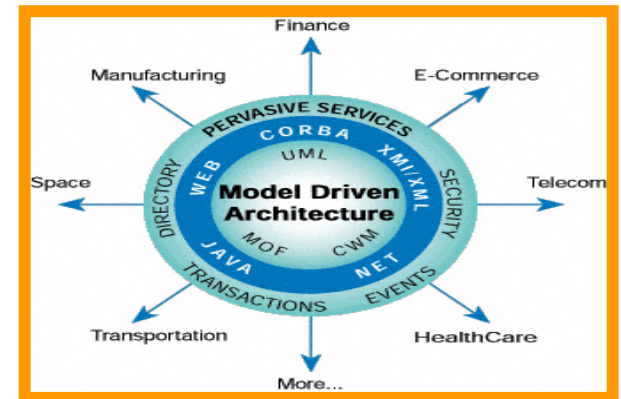 Finance
Manufacturing
E-Commerce
PERVASIVE SERVICES
CORBA
WEB
XMI/XML
UML
Space
DIRECTORY
Model Driven
Architecture
SECURITY
Telecom
MOF
CWM
JAVA
NET
TRANSACTIONS
EVENTS
Transportation
HealthCare
More...